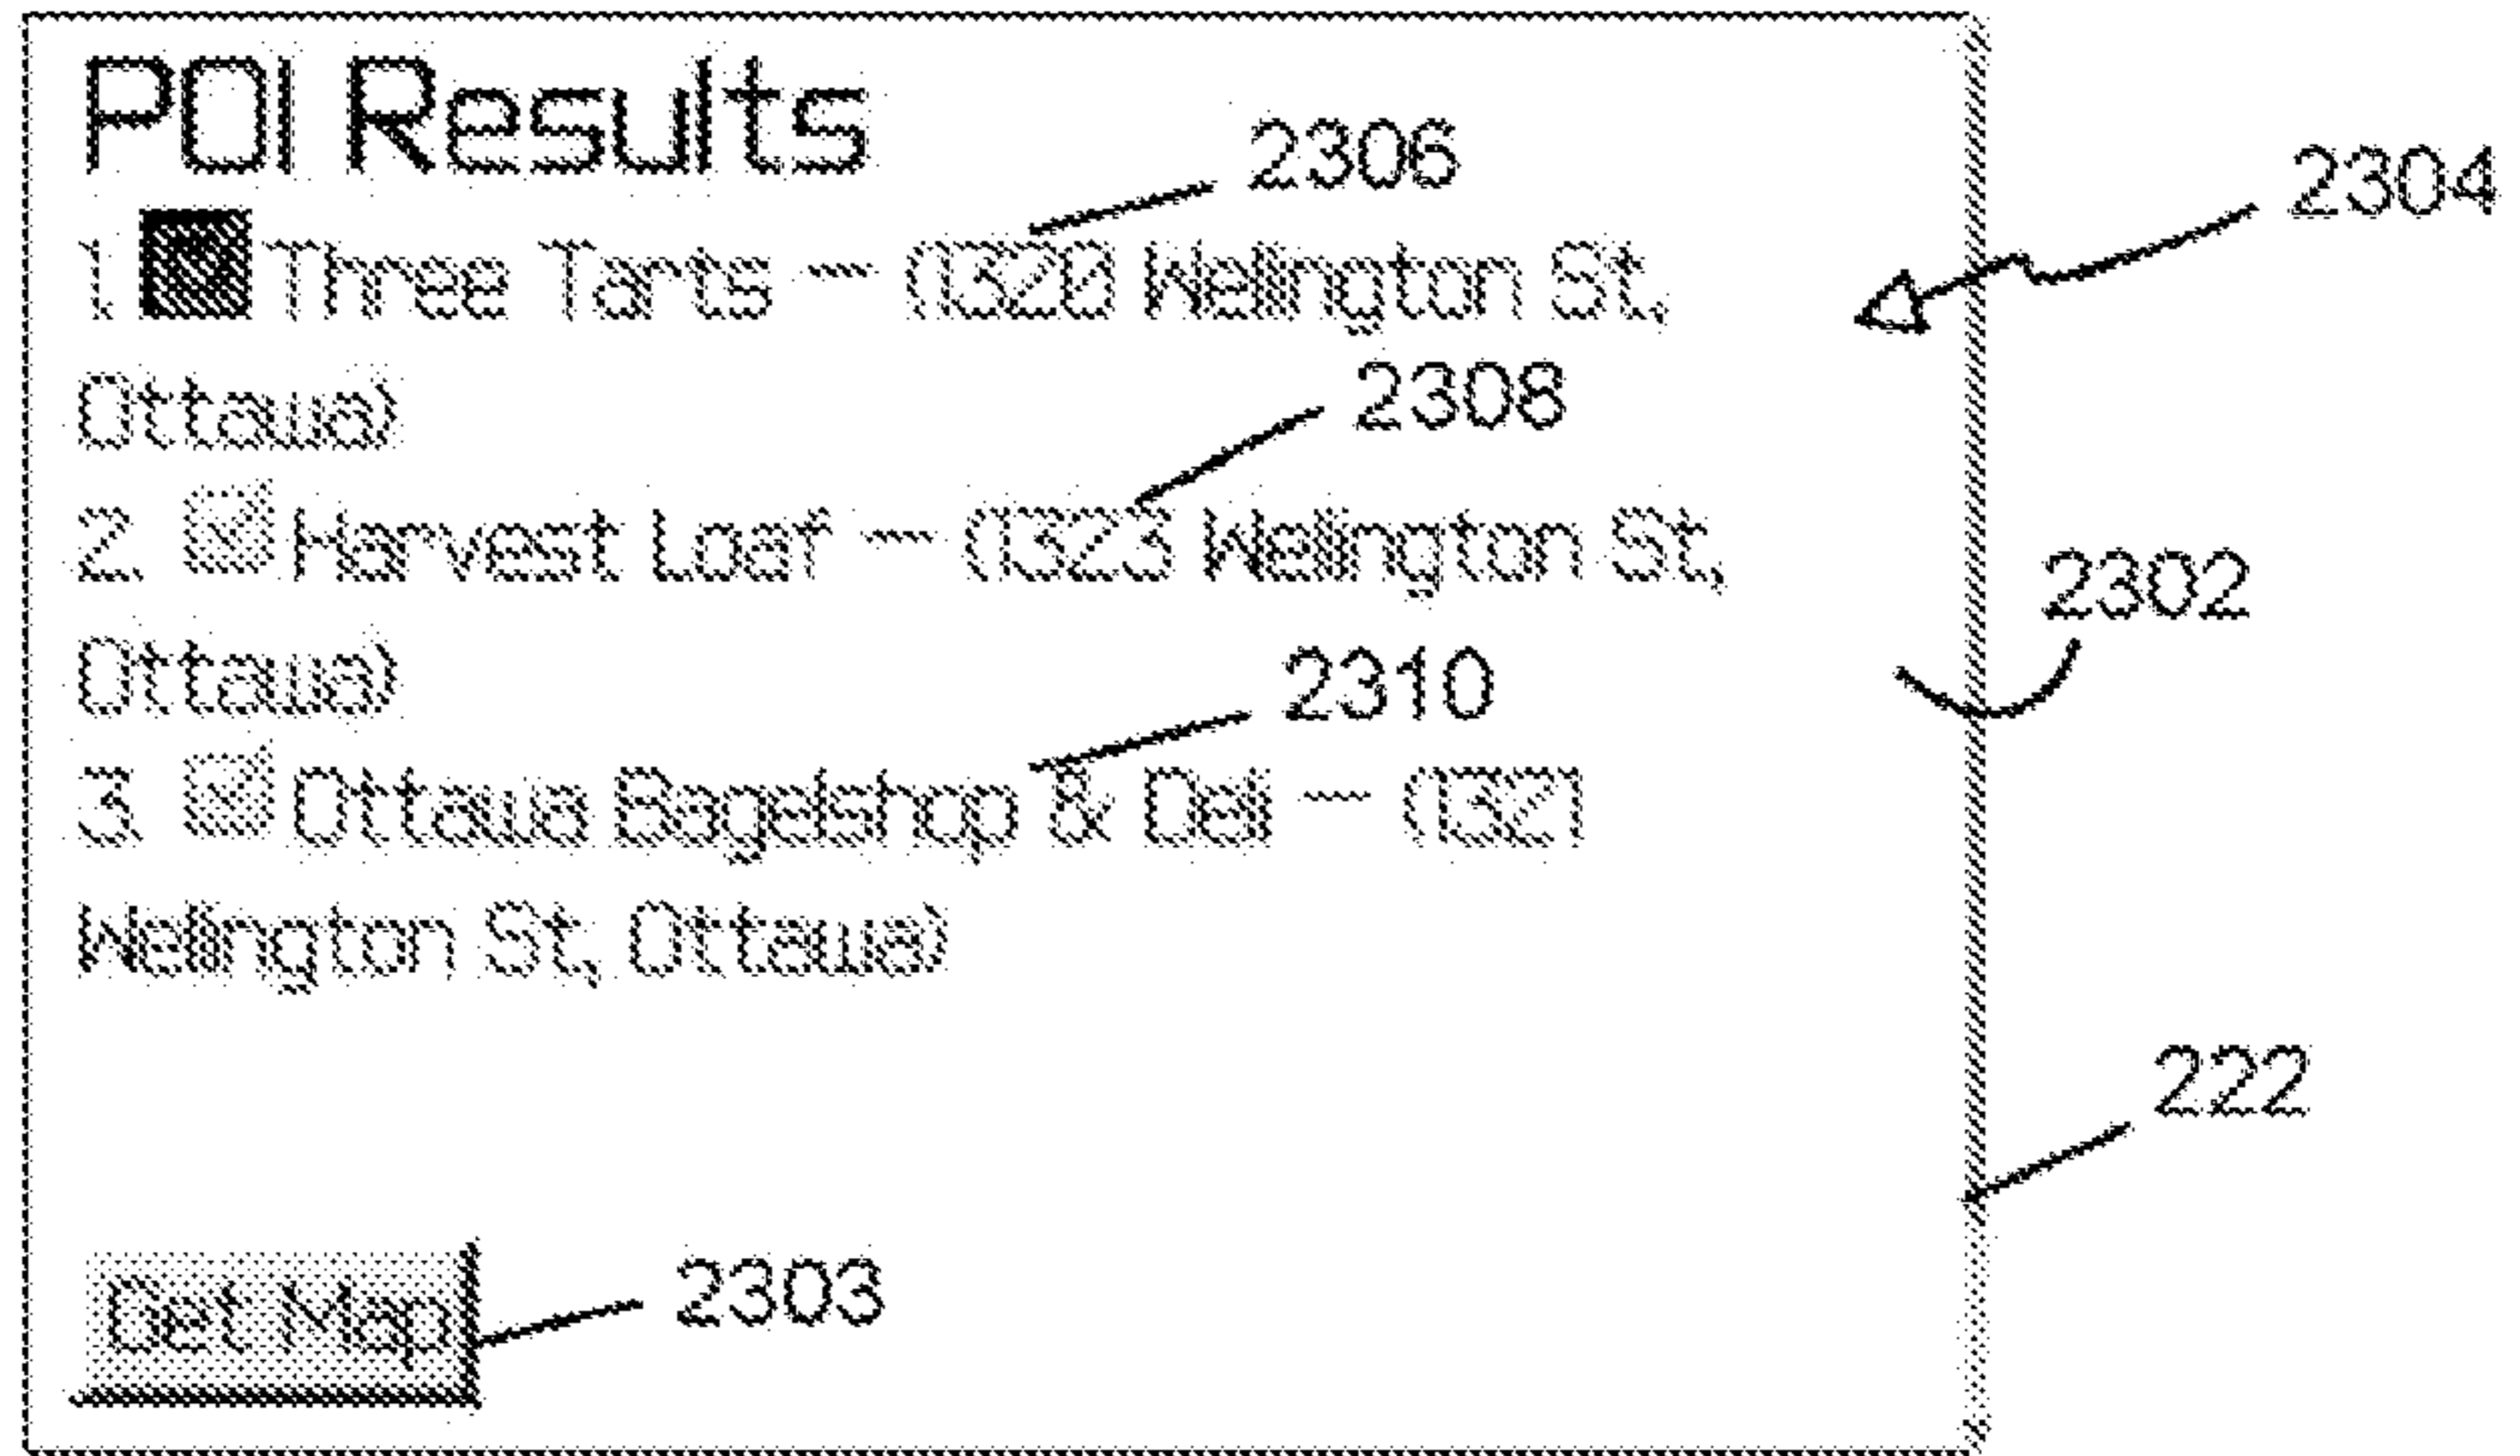 POI Results
2306
2304
1. Three Tarts — (1320 Wellington St,
Ottawa)
2308
2. Harvest Loaf — (1323 Wellington St,
2302
Ottawa)
2310
3. Ottawa Bagelshop & Deli — (1321
Wellington St, Ottawa)
222
Get Map
2303